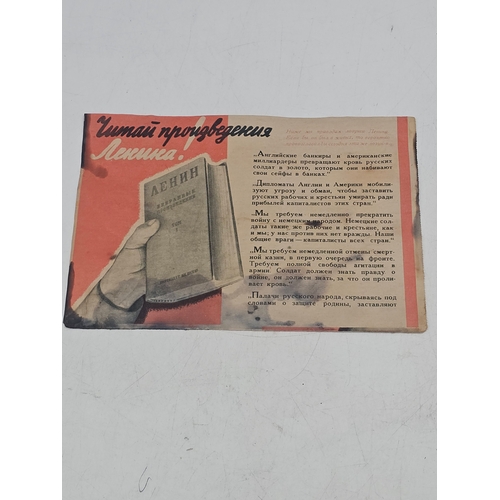 Читай произведения
Ленина!
ЛЕНИН
ИЗБРАННЫЕ
ПРОИЗВЕДЕНИЯ
„Английские банкиры и американские
миллиардеры превращают кровь русских
солдат в золото, которым они набивают
свои сейфы в банках.“
„Дипломаты Англии и Америки мобилизуют
угрозу и обман, чтобы заставить
русских рабочих и крестьян умирать ради
прибылей капиталистов этих стран.“
„Мы требуем немедленно прекратить
войну с немецким народом. Немецкие сол-
даты такие же рабочие и крестьяне, как
и мы; у нас против них нет вражды. Наши
общие враги — капиталисты всех стран.“
„Мы требуем немедленной отмены смерт-
ной казни, в первую очередь на фронте.
Требуем полной свободы агитации в
армии. Солдат должен знать правду о
войне, он должен знать, за что он проли-
вает кровь.“
„Палачи русского народа, скрываясь под
словами о защите родины, заставляют